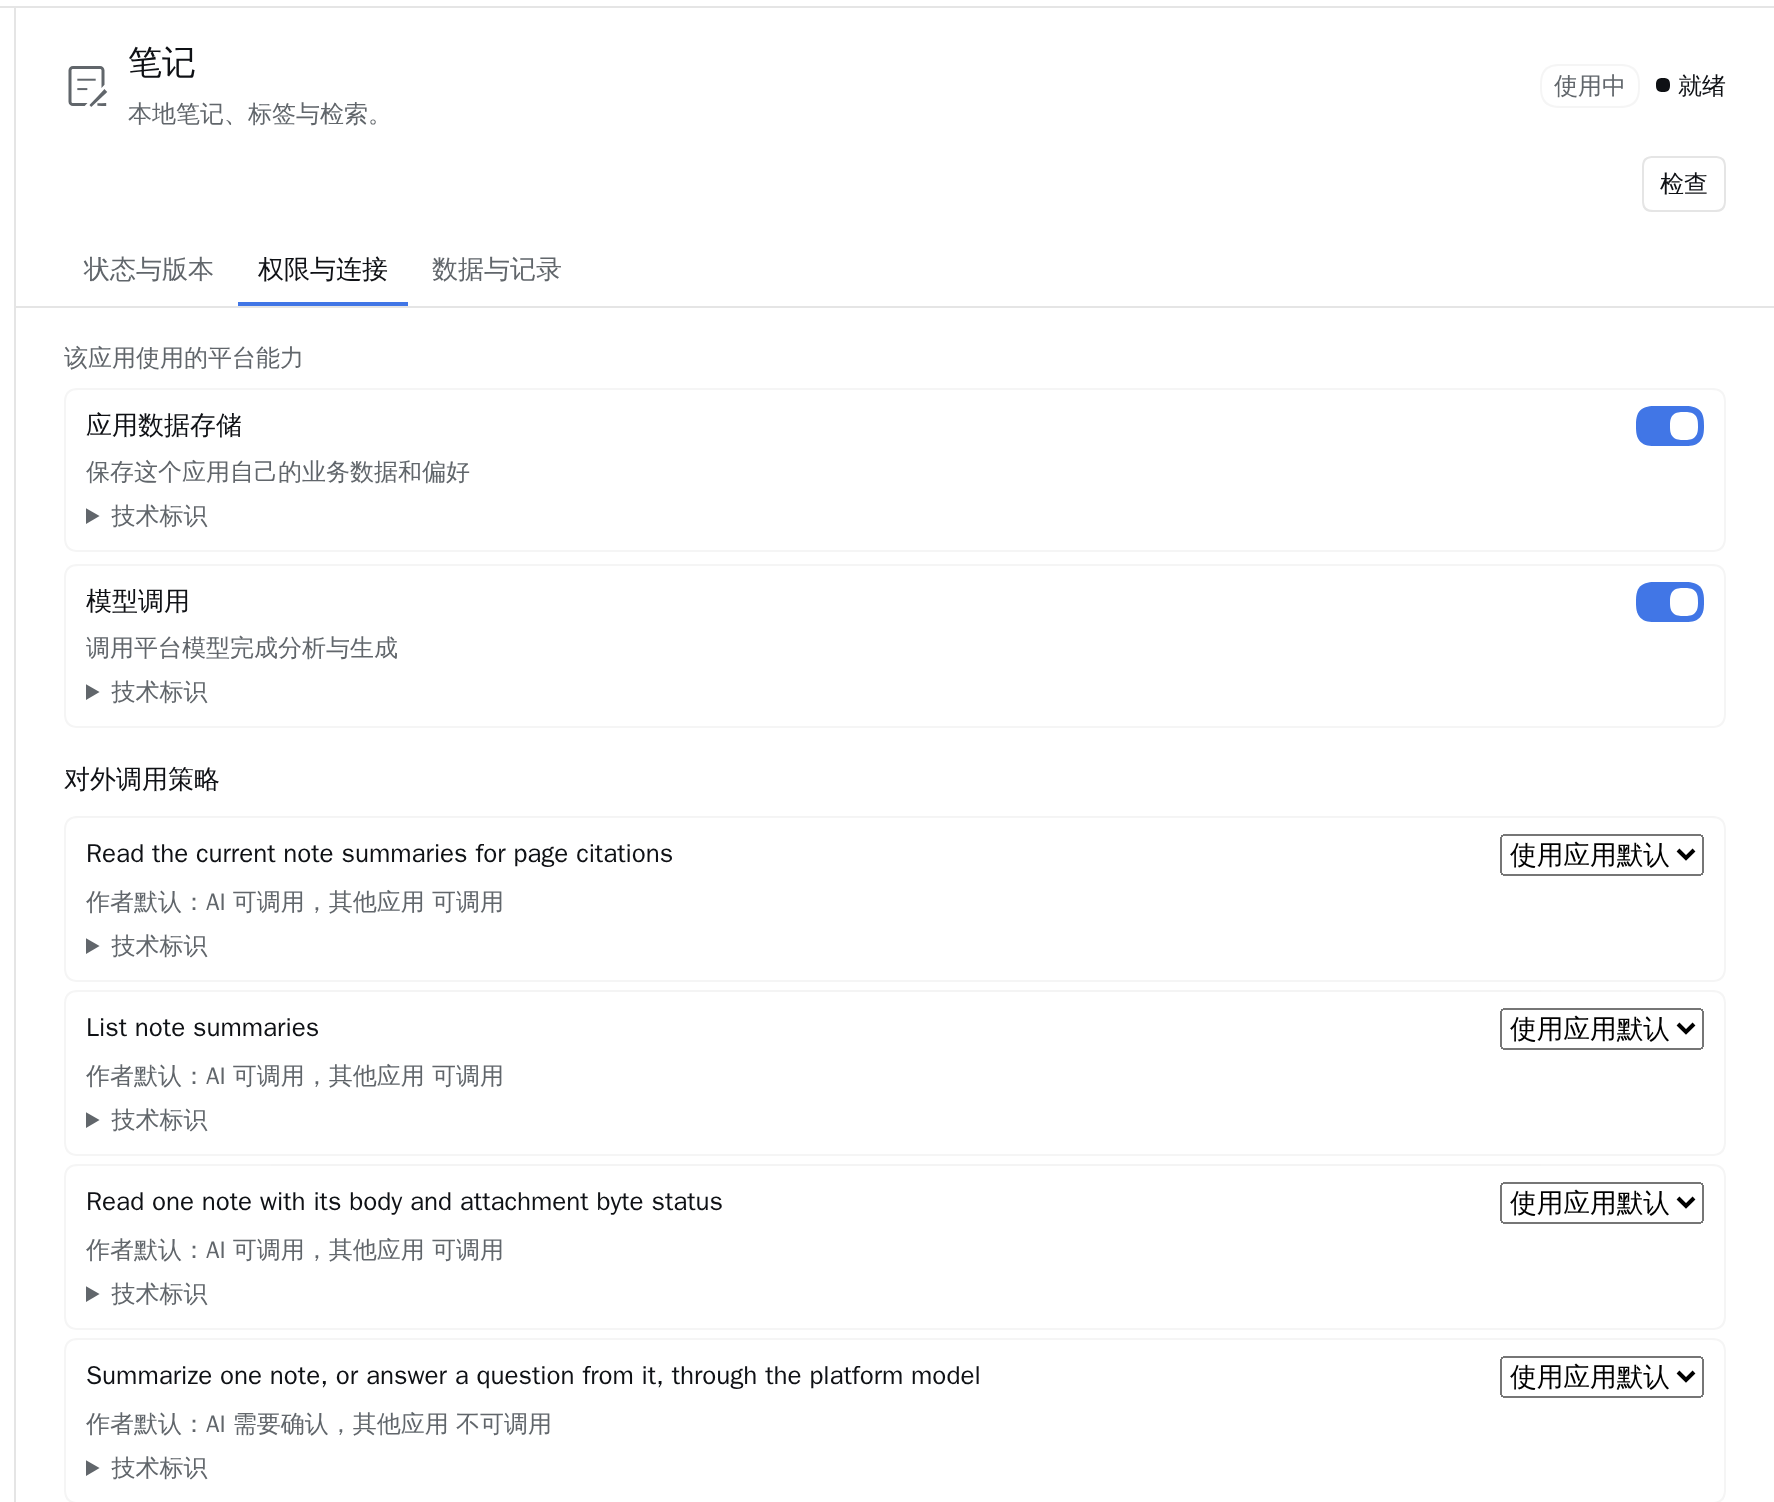 笔记
本地笔记、标签与检索。
使用中
就绪
检查
状态与版本
权限与连接
数据与记录
该应用使用的平台能力
应用数据存储
保存这个应用自己的业务数据和偏好
技术标识
模型调用
调用平台模型完成分析与生成
技术标识
对外调用策略
Read the current note summaries for page citations
使用应用默认
作者默认：AI 可调用，其他应用 可调用
技术标识
List note summaries
使用应用默认
作者默认：AI 可调用，其他应用 可调用
技术标识
Read one note with its body and attachment byte status
使用应用默认
作者默认：AI 可调用，其他应用 可调用
技术标识
Summarize one note, or answer a question from it, through the platform model
使用应用默认
作者默认：AI 需要确认，其他应用 不可调用
技术标识